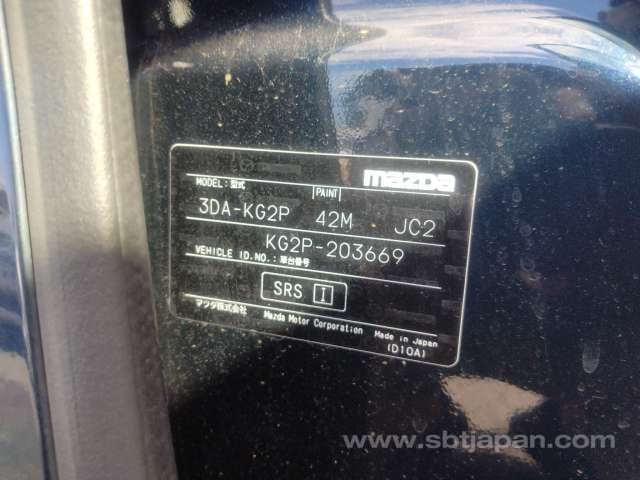 mazda
MODEL:型式 PAINT
3DA-KG2P 42M JC2
KG2P-203669
VEHICLE ID.NO.:車台番号
SRS I
マツダ株式会社 Mazda Motor Corporation Made in Japan
(D10A)
www.sbtjapan.com